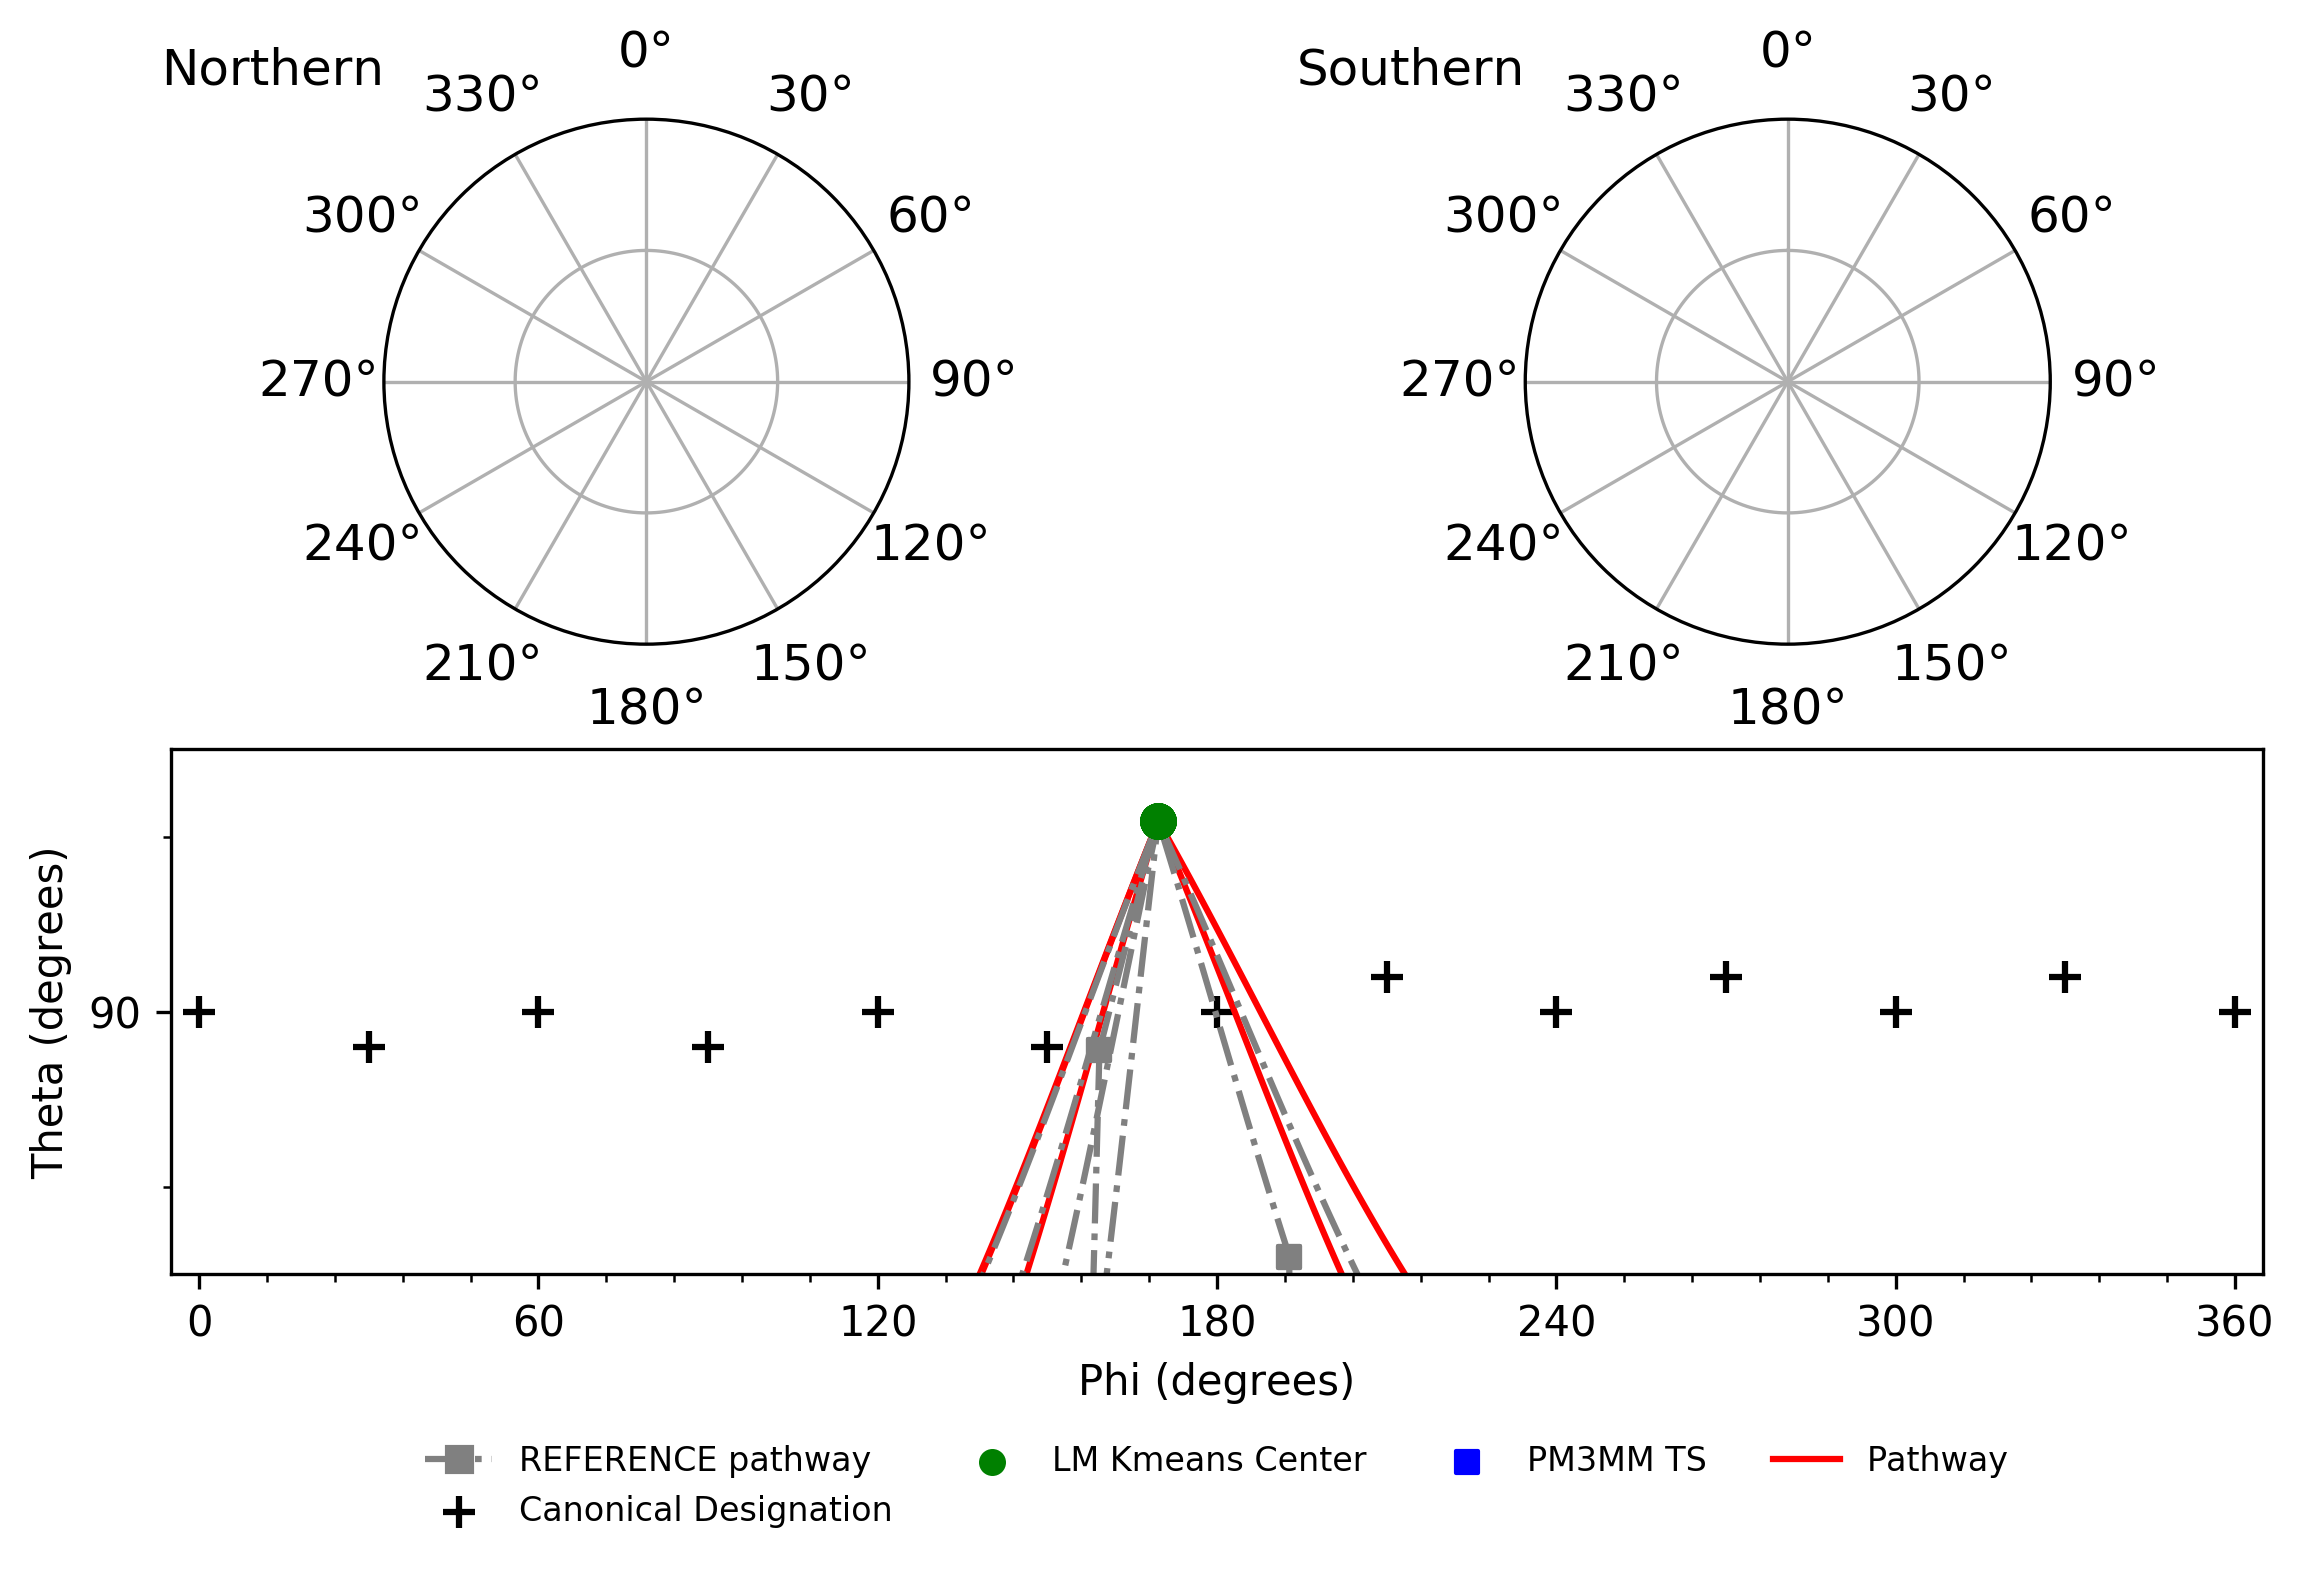 Northern
0°
330°
30°
300°
60°
270°
90°
240°
120°
210°
150°
180°
Southern
0°
330°
30°
300°
60°
270°
90°
240°
120°
210°
150°
180°
Theta (degrees)
90
0 60 120 180 240 300 360
Phi (degrees)
REFERENCE pathway
Canonical Designation
LM Kmeans Center
PM3MM TS
Pathway